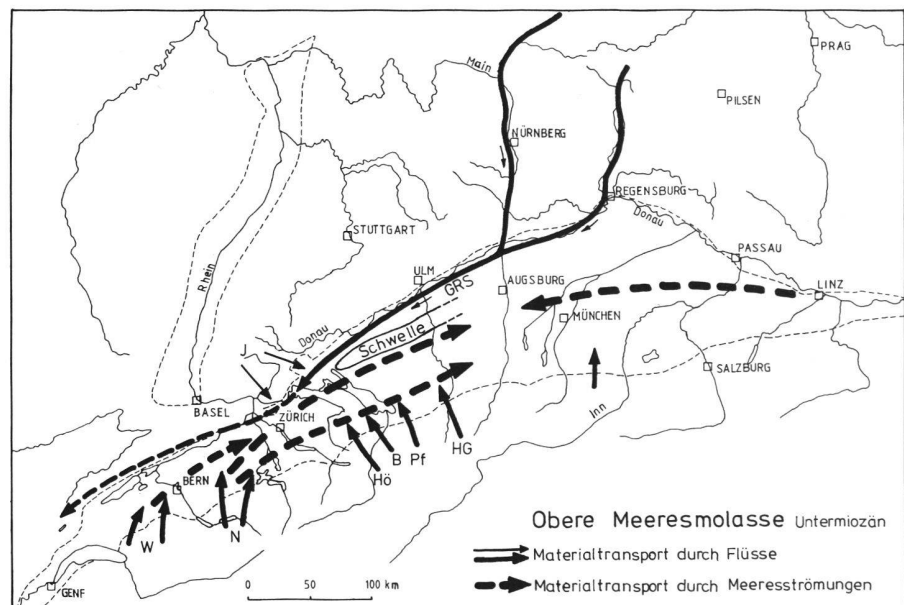 Main
PRAG
PILSEN
NÜRNBERG
REGENSBURG
Donau
STUTTGART
Rhein
PASSAU
ULM
GRS
AUGSBURG
LINZ
MÜNCHEN
Donau
Schwelle
J
SALZBURG
BASEL
ZÜRICH
Inn
B Pf HG
Hö
BERN
N
W
GENF
0 50 100 km
Obere Meeresmolasse Untermiozän
Materialtransport durch Flüsse
Materialtransport durch Meeresströmungen